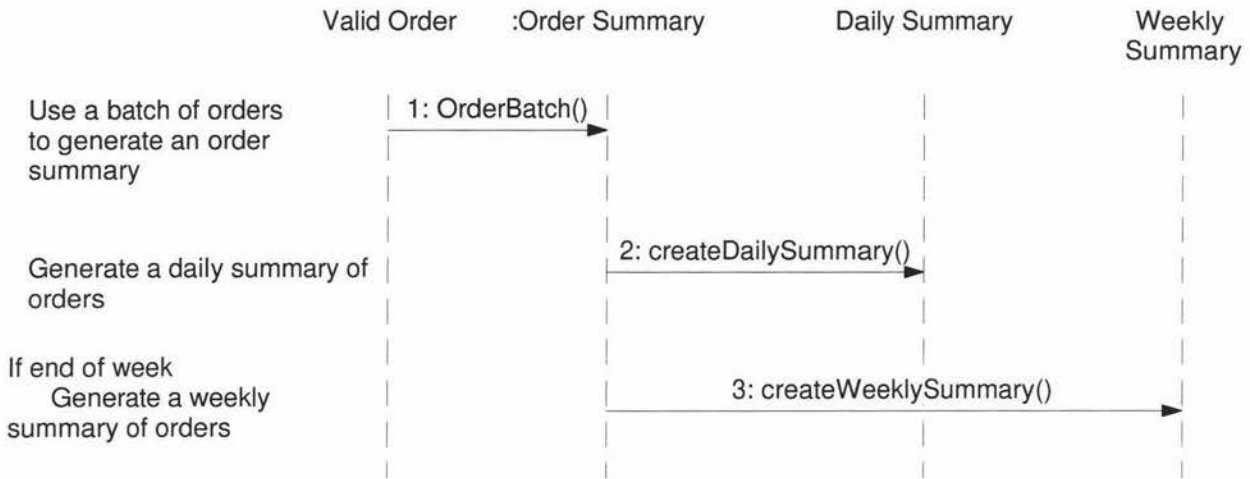 Valid Order
:Order Summary
Daily Summary
Weekly
Summary
Use a batch of orders
to generate an order
summary
1: OrderBatch()
Generate a daily summary of
orders
2: createDailySummary()
If end of week
Generate a weekly
summary of orders
3: createWeeklySummary()